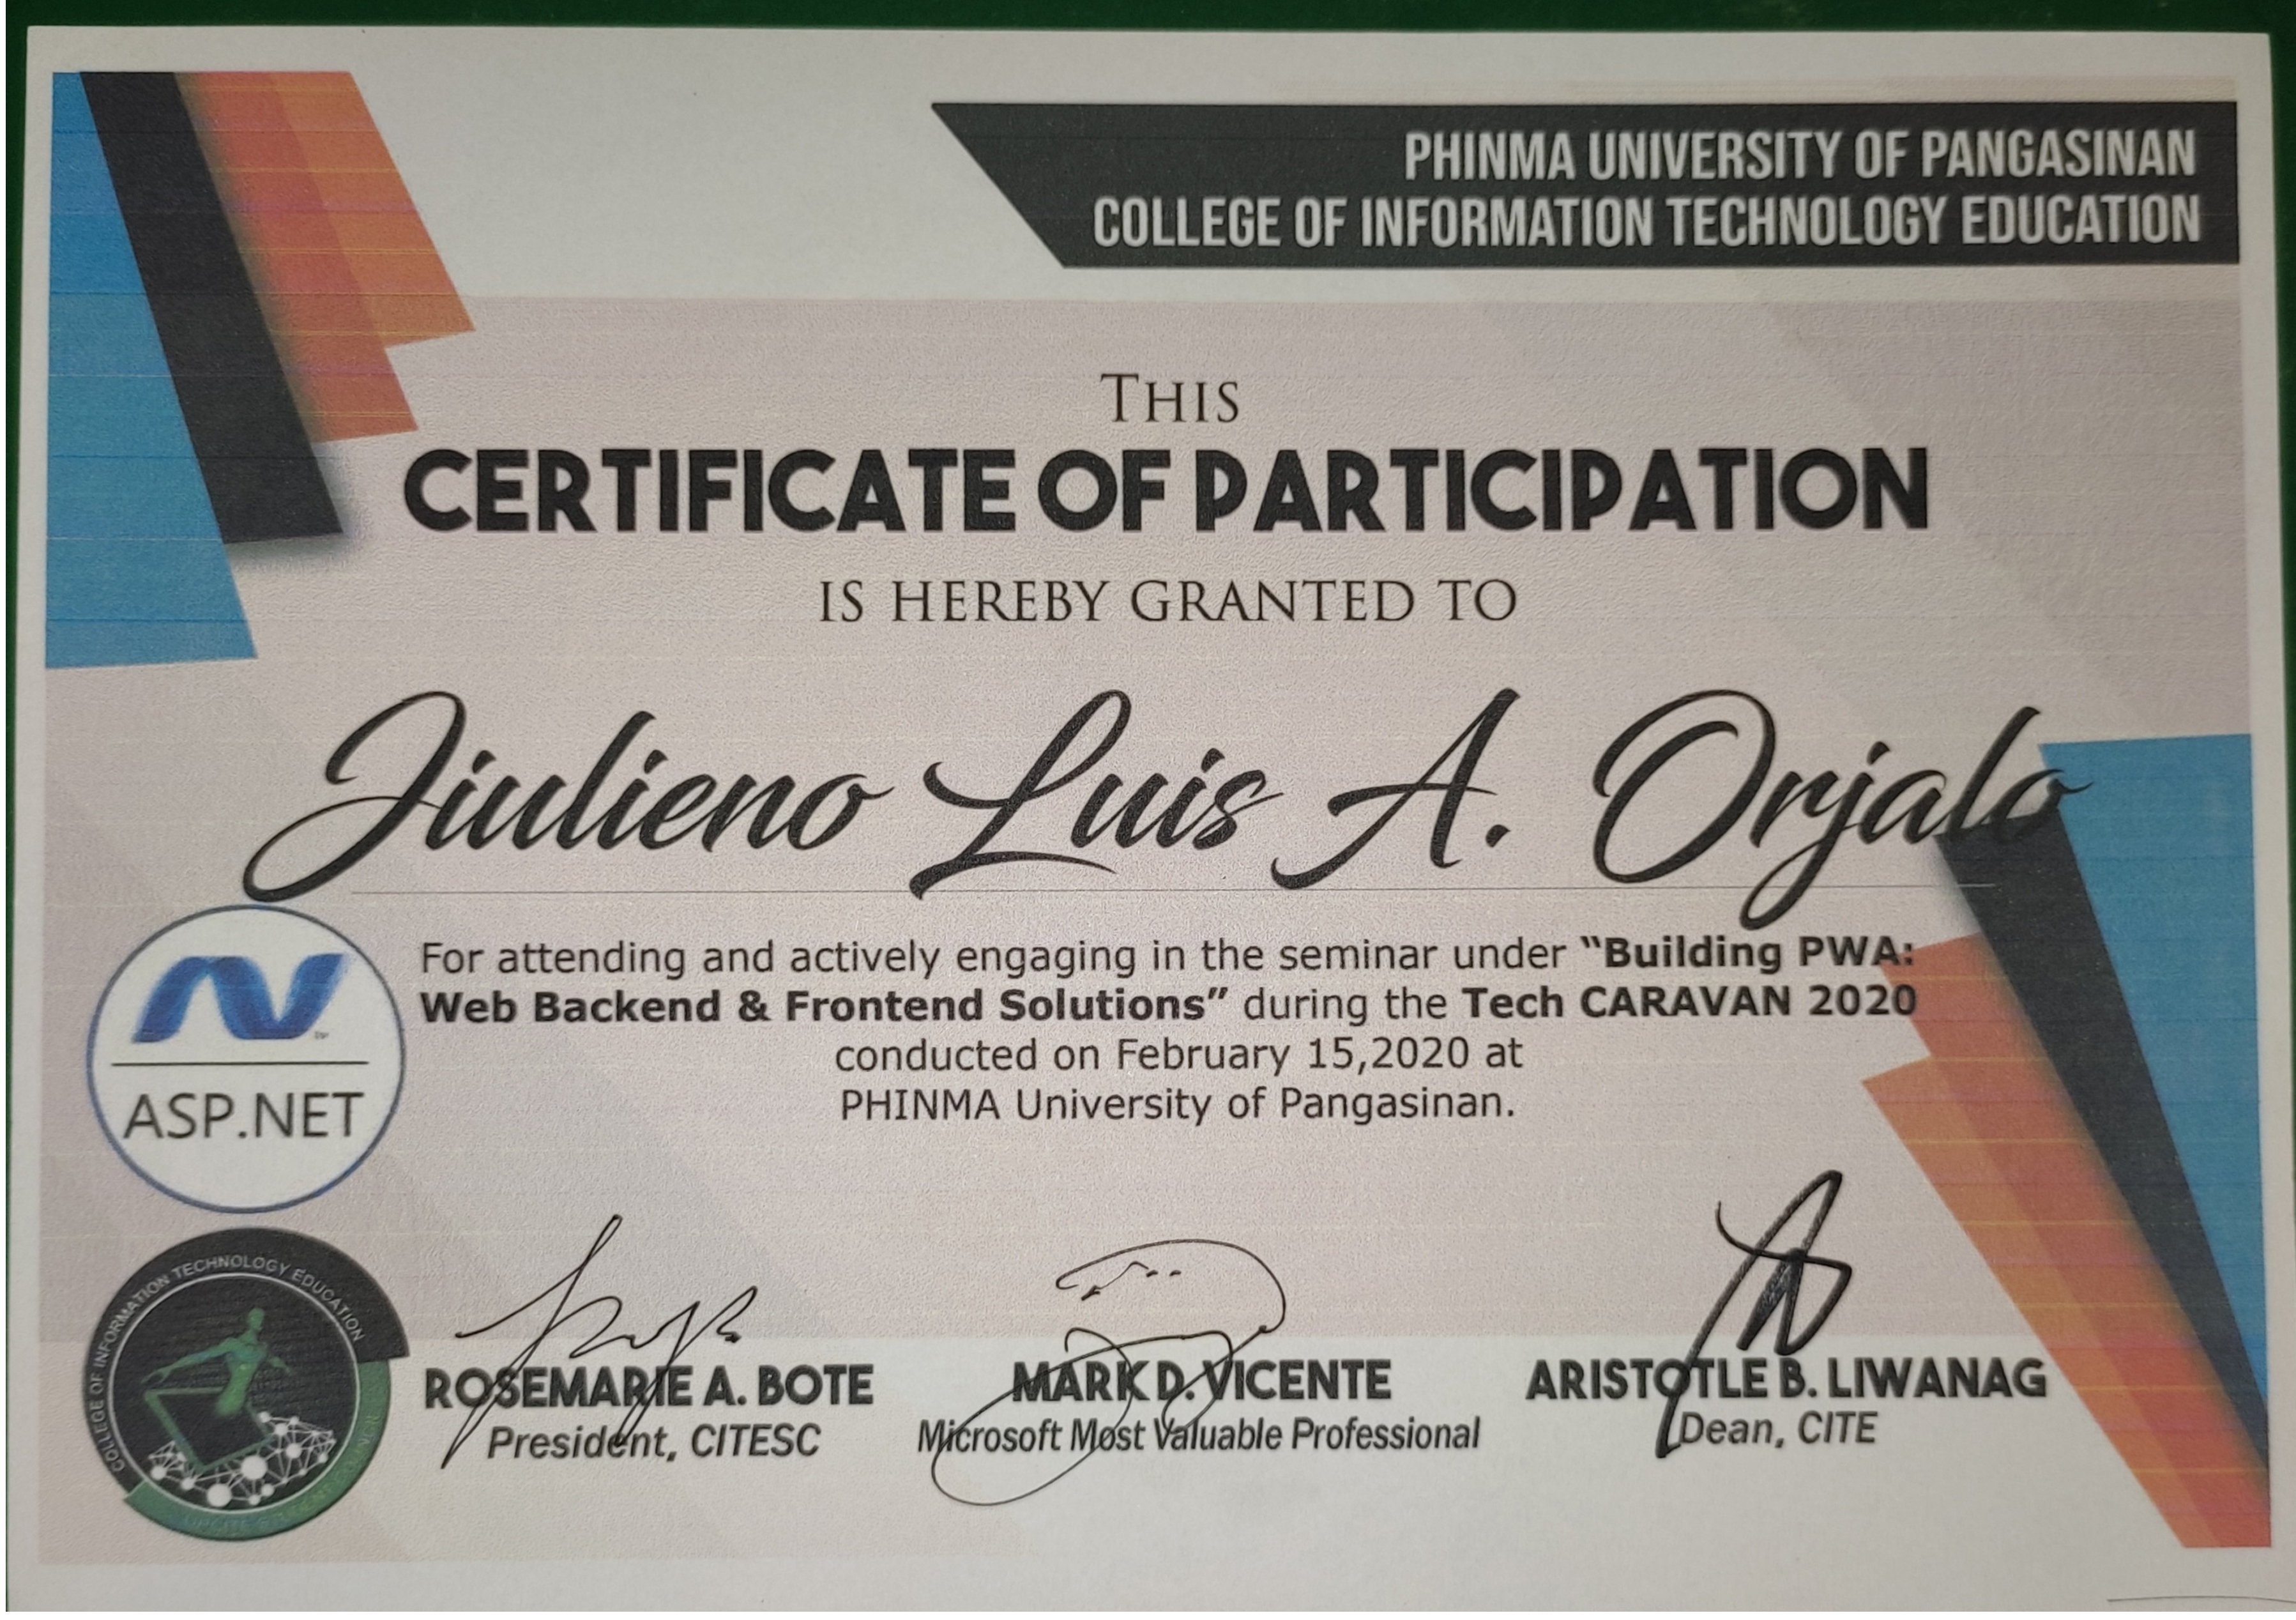 PHINMA UNIVERSITY OF PANGASINAN
COLLEGE OF INFORMATION TECHNOLOGY EDUCATION
THIS
CERTIFICATE OF PARTICIPATION
IS HEREBY GRANTED TO
Jiulieno Luis A. Orjalo
For attending and actively engaging in the seminar under “Building PWA:
Web Backend & Frontend Solutions” during the Tech CARAVAN 2020
conducted on February 15,2020 at
PHINMA University of Pangasinan.
ASP.NET
COLLEGE OF INFORMATION TECHNOLOGY EDUCATION
ROSEMARIE A. BOTE
President, CITESC
MARK D. VICENTE
Microsoft Most Valuable Professional
ARISTOTLE B. LIWANAG
Dean, CITE